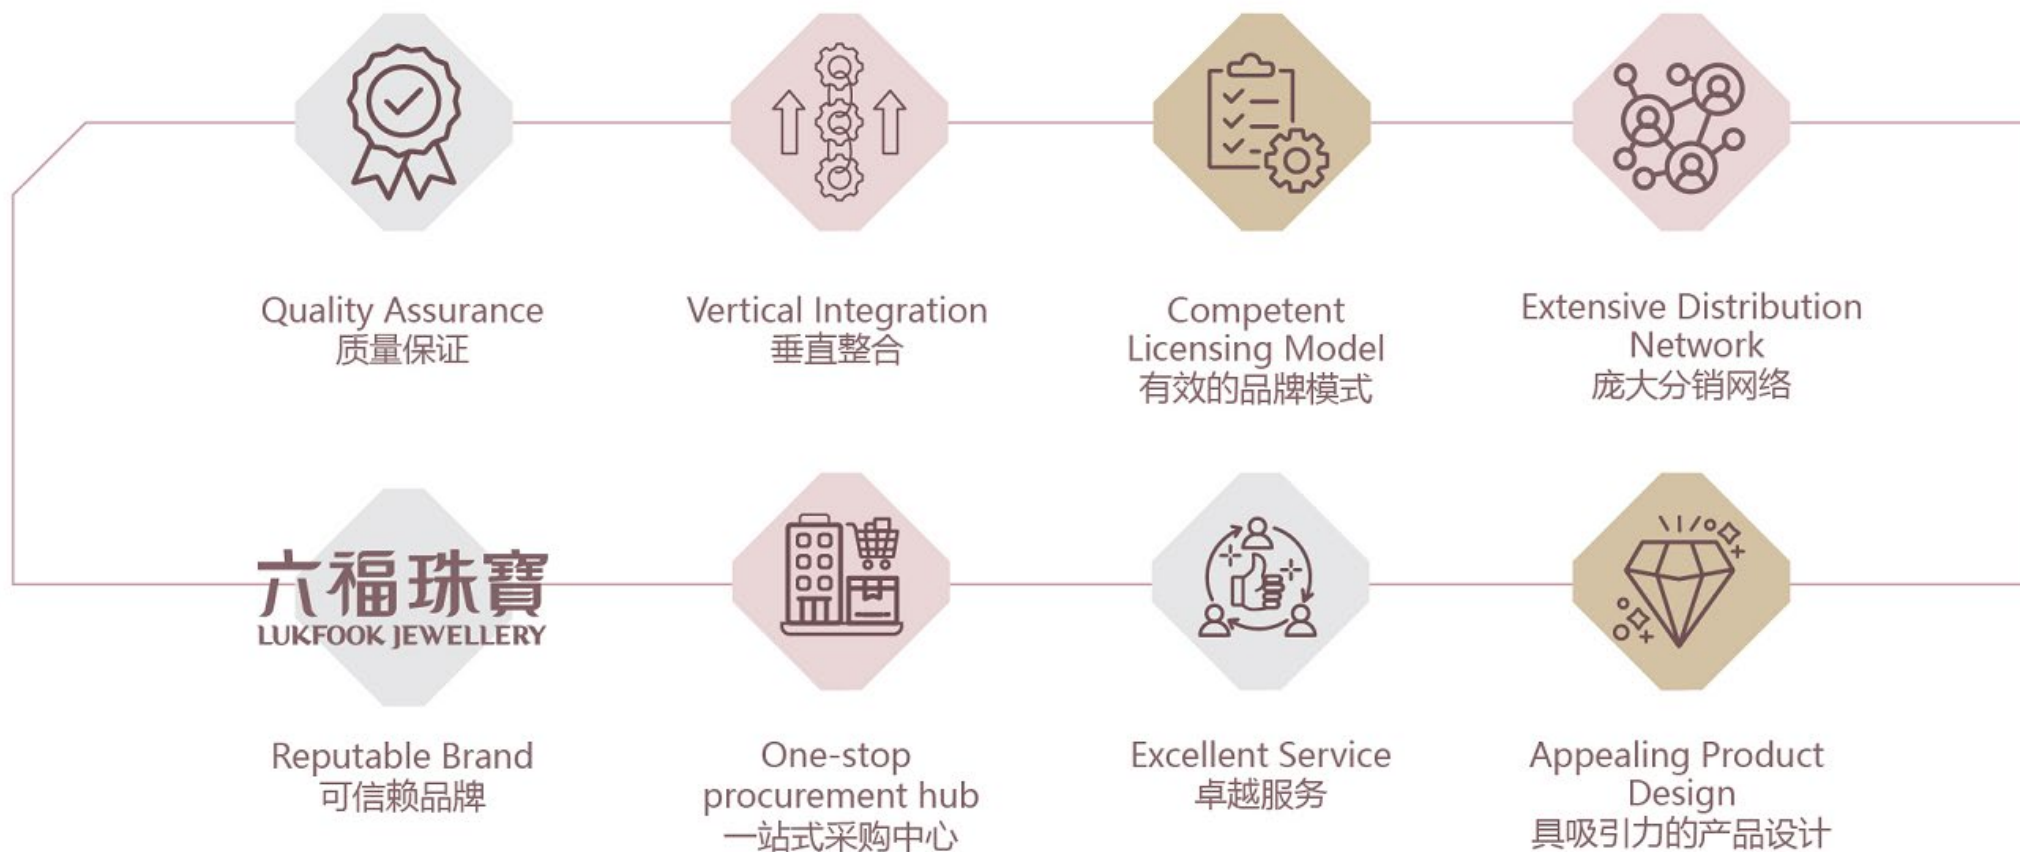 Quality Assurance
质量保证
Vertical Integration
垂直整合
Competent
Licensing Model
有效的品牌模式
Extensive Distribution
Network
庞大分销网络
六福珠寶
LUKFOOK JEWELLERY
Reputable Brand
可信赖品牌
One-stop
procurement hub
一站式采购中心
Excellent Service
卓越服务
Appealing Product
Design
具吸引力的产品设计